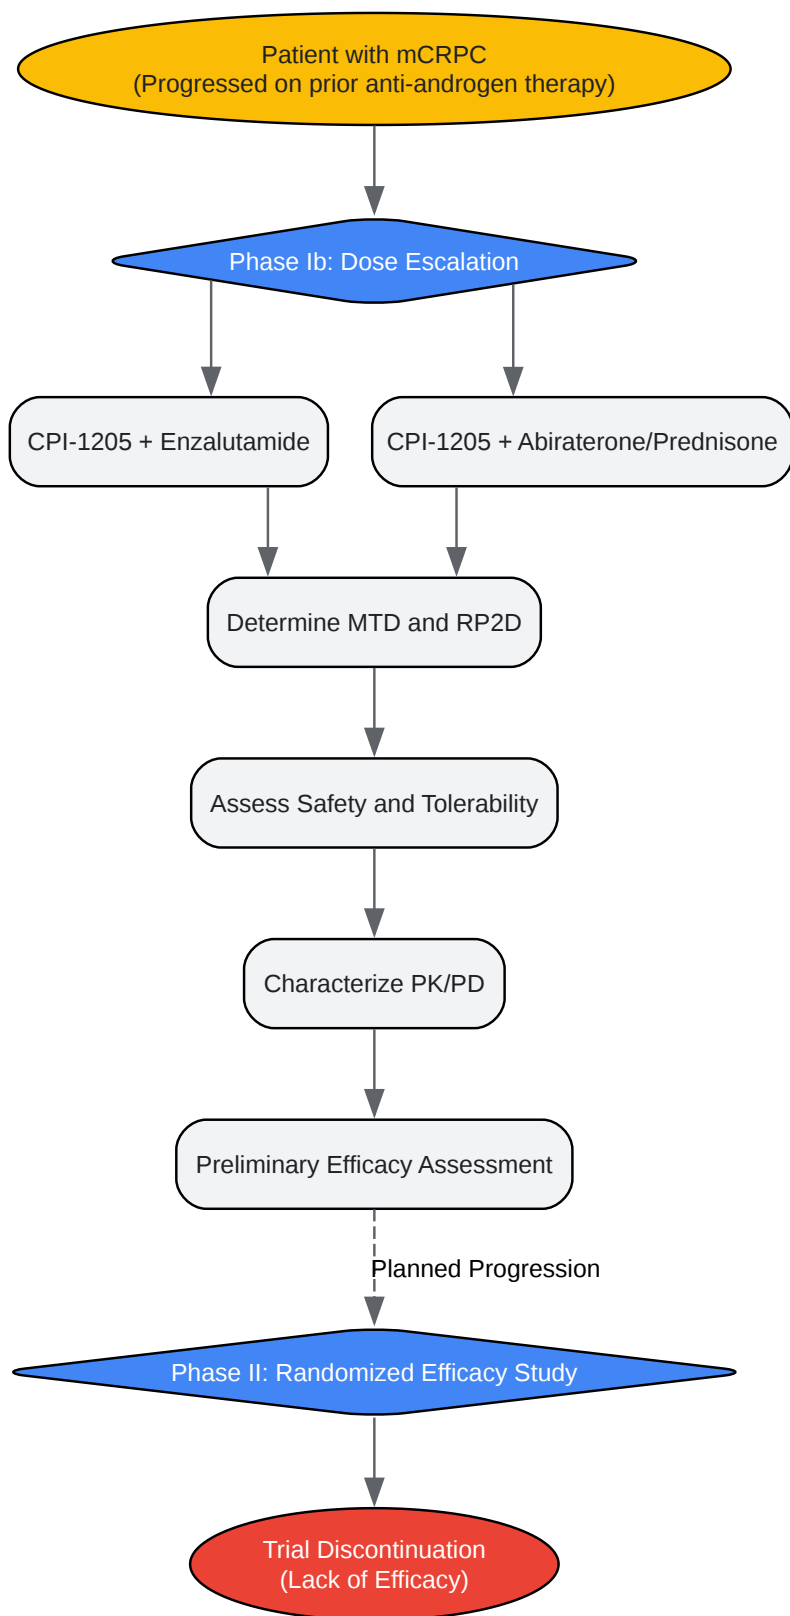 Patient with mCRPC
(Progressed on prior anti-androgen therapy)
Phase Ib: Dose Escalation
CPI-1205 + Enzalutamide
CPI-1205 + Abiraterone/Prednisone
Determine MTD and RP2D
Assess Safety and Tolerability
Characterize PK/PD
Preliminary Efficacy Assessment
Planned Progression
Phase II: Randomized Efficacy Study
Trial Discontinuation
(Lack of Efficacy)